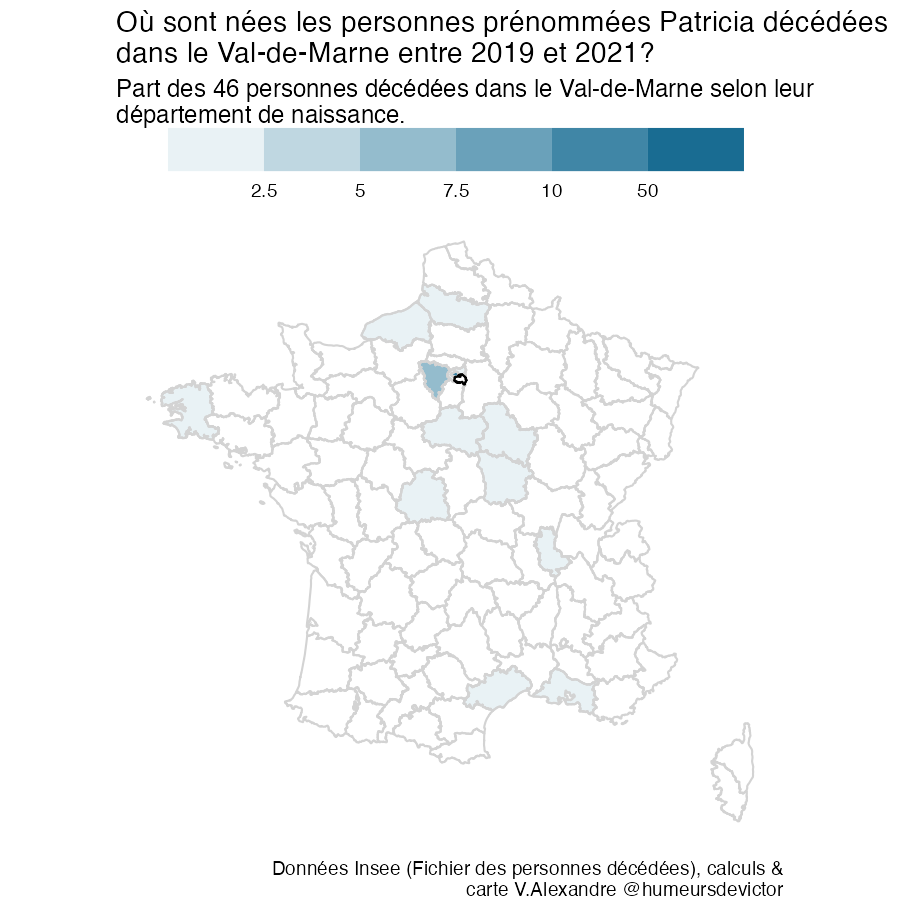 Où sont nées les personnes prénommées Patricia décédées
dans le Val-de-Marne entre 2019 et 2021?
Part des 46 personnes décédées dans le Val-de-Marne selon leur
département de naissance.
2.5 5 7.5 10 50
Données Insee (Fichier des personnes décédées), calculs &
carte V.Alexandre @humeursdevictor